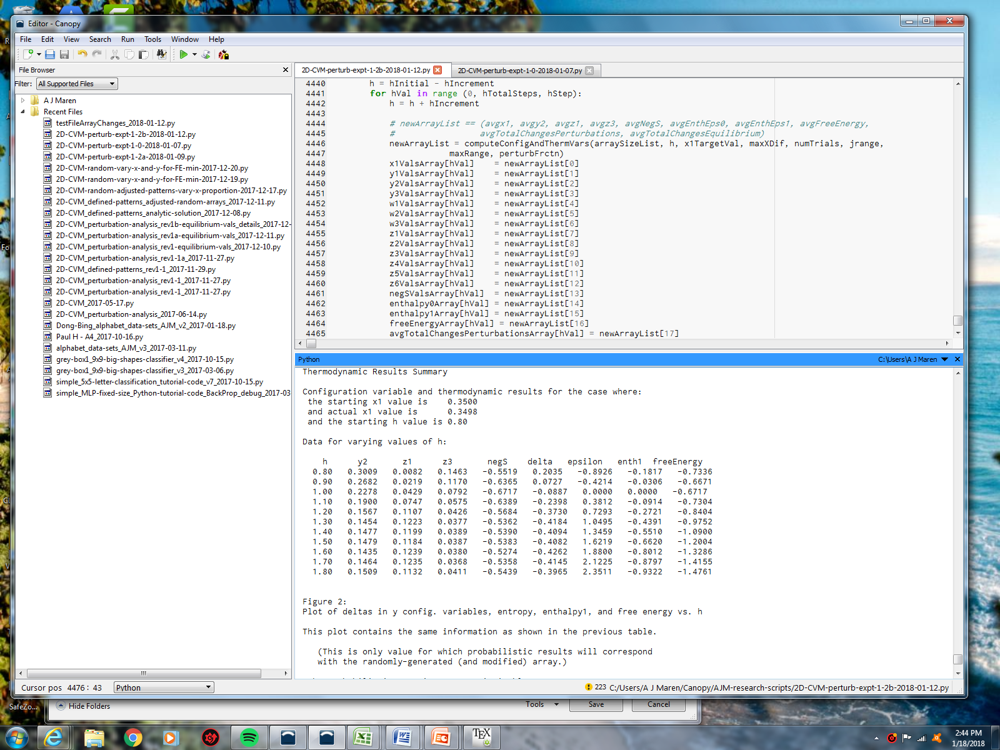 Editor - Canopy
File Edit View Search Run Tools Window Help
File Browser
Filter: All Supported Files
A J Maren
Recent Files
testFileArrayChanges_2018-01-12.py
2D-CVM-perturb-expt-1-2b-2018-01-12.py
2D-CVM-perturb-expt-1-0-2018-01-07.py
2D-CVM-perturb-expt-1-2a-2018-01-09.py
2D-CVM-random-vary-x-and-y-for-FE-min-2017-12-20.py
2D-CVM-random-vary-x-and-y-for-FE-min-2017-12-19.py
2D-CVM-random-adjusted-patterns-vary-x-proportion-2017-12-17.py
2D-CVM_defined-patterns_adjusted-random-arrays_2017-12-11.py
2D-CVM_defined-patterns_analytic-solution_2017-12-08.py
2D-CVM_perturbation-analysis_rev1b-equilibrium-vals_details_2017-12-
2D-CVM_perturbation-analysis_rev1a-equilibrium-vals_2017-12-11.py
2D-CVM_perturbation-analysis_rev1-equilibrium-vals_2017-12-10.py
2D-CVM_perturbation-analysis_rev1-1a_2017-11-27.py
2D-CVM_defined-patterns_rev1-1_2017-11-29.py
2D-CVM_perturbation-analysis_rev1-1_2017-11-27.py
2D-CVM_perturbation-analysis_rev1-1_2017-11-27.py
2D-CVM_2017-05-17.py
2D-CVM_perturbation-analysis_2017-06-14.py
Dong-Bing_alphabet_data-sets_AJM_v2_2017-01-18.py
Paul H - A4_2017-10-16.py
alphabet_data-sets_AJM_v3_2017-03-11.py
grey-box1_9x9-big-shapes-classifier_v4_2017-10-15.py
grey-box1_9x9-big-shapes-classifier_v3_2017-03-06.py
simple_5x5-letter-classification_tutorial-code_v7_2017-10-15.py
simple_MLP-fixed-size_Python-tutorial-code_BackProp_debug_2017-03
2D-CVM-perturb-expt-1-2b-2018-01-12.py 2D-CVM-perturb-expt-1-0-2018-01-07.py
4440 h = hInitial - hIncrement
4441 for hVal in range (0, hTotalSteps, hStep):
4442 h = h + hIncrement
4443
4444 # newArrayList == (avgx1, avgy2, avgz1, avgz3, avgNegS, avgEnthEps0, avgEnthEps1, avgFreeEnergy,
4445 # avgTotalChangesPerturbations, avgTotalChangesEquilibrium)
4446 newArrayList = computeConfigAndThermVars(arraySizeList, h, x1TargetVal, maxXDif, numTrials, jrange,
4447 maxRange, perturbFrctn)
4448 x1ValsArray[hVal] = newArrayList[0]
4449 y1ValsArray[hVal] = newArrayList[1]
4450 y2ValsArray[hVal] = newArrayList[2]
4451 y3ValsArray[hVal] = newArrayList[3]
4452 w1ValsArray[hVal] = newArrayList[4]
4453 w2ValsArray[hVal] = newArrayList[5]
4454 w3ValsArray[hVal] = newArrayList[6]
4455 z1ValsArray[hVal] = newArrayList[7]
4456 z2ValsArray[hVal] = newArrayList[8]
4457 z3ValsArray[hVal] = newArrayList[9]
4458 z4ValsArray[hVal] = newArrayList[10]
4459 z5ValsArray[hVal] = newArrayList[11]
4460 z6ValsArray[hVal] = newArrayList[12]
4461 negSValsArray[hVal] = newArrayList[13]
4462 enthalpy0Array[hVal] = newArrayList[14]
4463 enthalpy1Array[hVal] = newArrayList[15]
4464 freeEnergyArray[hVal] = newArrayList[16]
4465 avgTotalChangesPerturbationsArray[hVal] = newArrayList[17]
Python C:\Users\A J Maren
Thermodynamic Results Summary
Configuration variable and thermodynamic results for the case where:
the starting x1 value is 0.3500
and actual x1 value is 0.3498
and the starting h value is 0.80
Data for varying values of h:
h y2 z1 z3 negS delta epsilon enth1 freeEnergy
0.80 0.3009 0.0082 0.1463 -0.5519 0.2035 -0.8926 -0.1817 -0.7336
0.90 0.2682 0.0219 0.1170 -0.6365 0.0727 -0.4214 -0.0306 -0.6671
1.00 0.2278 0.0429 0.0792 -0.6717 -0.0887 0.0000 0.0000 -0.6717
1.10 0.1900 0.0747 0.0575 -0.6389 -0.2398 0.3812 -0.0914 -0.7304
1.20 0.1567 0.1107 0.0426 -0.5684 -0.3730 0.7293 -0.2721 -0.8404
1.30 0.1454 0.1223 0.0377 -0.5362 -0.4184 1.0495 -0.4391 -0.9752
1.40 0.1477 0.1199 0.0389 -0.5390 -0.4094 1.3459 -0.5510 -1.0900
1.50 0.1479 0.1184 0.0387 -0.5383 -0.4082 1.6219 -0.6620 -1.2004
1.60 0.1435 0.1239 0.0380 -0.5274 -0.4262 1.8800 -0.8012 -1.3286
1.70 0.1464 0.1235 0.0368 -0.5358 -0.4145 2.1225 -0.8797 -1.4155
1.80 0.1509 0.1132 0.0411 -0.5439 -0.3965 2.3511 -0.9322 -1.4761
Figure 2:
Plot of deltas in y config. variables, entropy, enthalpy1, and free energy vs. h
This plot contains the same information as shown in the previous table.
(This is only value for which probabilistic results will correspond
with the randomly-generated (and modified) array.)
Cursor pos 4476 : 43 Python 223 C:/Users/A J Maren/Canopy/AJM-research-scripts/2D-CVM-perturb-expt-1-2b-2018-01-12.py
SafeZo... Hide Folders Tools Save Cancel
TEX
2:44 PM
1/18/2018